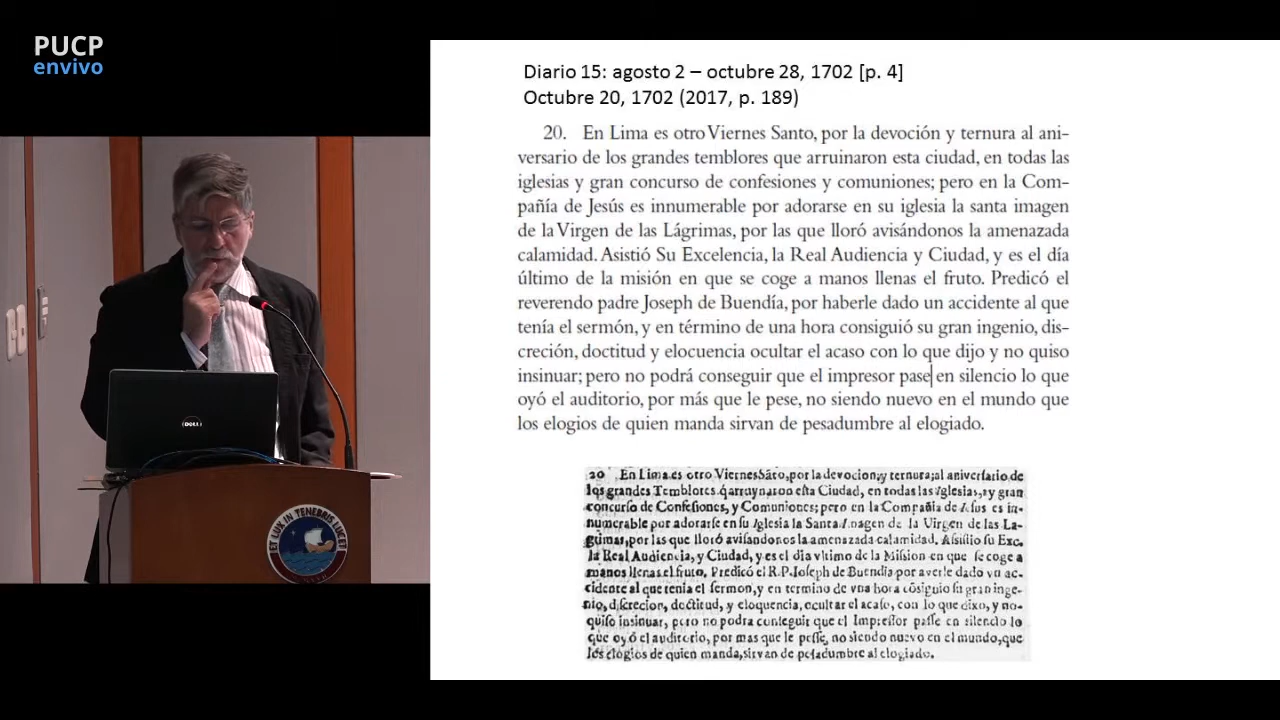 PUCP
envivo
Diario 15: agosto 2 – octubre 28, 1702 [p. 4]
Octubre 20, 1702 (2017, p. 189)
20. En Lima es otro Viernes Santo, por la devoción y ternura al ani-
versario de los grandes temblores que arruinaron esta ciudad, en todas las
iglesias y gran concurso de confesiones y comuniones; pero en la Com-
pañía de Jesús es innumerable por adorarse en su iglesia la santa imagen
de la Virgen de las Lágrimas, por las que lloró avisándonos la amenazada
calamidad. Asistió Su Excelencia, la Real Audiencia y Ciudad, y es el día
último de la misión en que se coge a manos llenas el fruto. Predicó el
reverendo padre Joseph de Buendía, por haberle dado un accidente al que
tenía el sermón, y en término de una hora consiguió su gran ingenio, dis-
creción, doctitud y elocuencia ocultar el acaso con lo que dijo y no quiso
insinuar; pero no podrá conseguir que el impresor pase en silencio lo que
oyó el auditorio, por más que le pese, no siendo nuevo en el mundo que
los elogios de quien manda sirvan de pesadumbre al elogiado.
20 En Lima es otro Viernes Sãto, por la devocion, y ternura, al aniversario de
los grandes Temblores q̃ arruynaron esta Ciudad, en todas las Iglesias, y gran
concurso de Confesiones, y Comuniones; pero en la Compañia de Jesus es in-
numerable por adorarse en su Iglesia la Santa Imagen de la Virgen de las La-
grimas, por las que lloró avisandonos la amenazada calamidad. Assistio su Exc.
la Real Audiencia, y Ciudad, y es el dia vltimo de la Mission en que se coge a
manos llenas el fruto. Predicó el R. P. Joseph de Buendia por averle dado vn ac-
cidente al que tenia el sermon, y en termino de vna hora cõsiguio su gran inge-
nio, discrecion, doctitud, y eloquencia, ocultar el acaso, con lo que dixo, y no
quiso insinuar, pero no podra conseguir que el Impressor passe en silencio lo
que oyó el auditorio, por mas que le pesse, no siendo nuevo en el mundo, que
los elogios de quien manda, sirvan de pesadumbre al elogiado.
DELL
ET LUX IN TENEBRIS LUCET